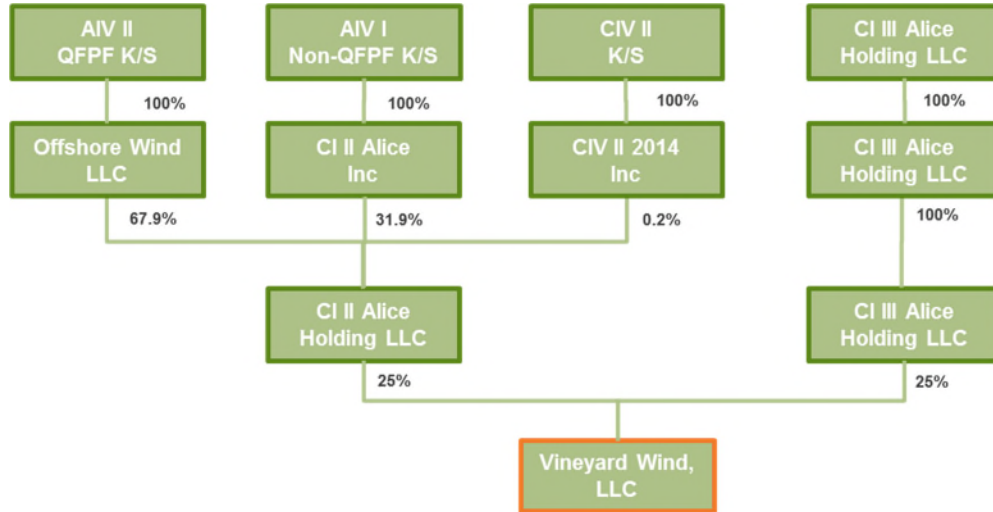 AIV II
QFPF K/S
AIV I
Non-QFPF K/S
CIV II
K/S
CI III Alice
Holding LLC
100%
100%
100%
100%
Offshore Wind
LLC
CI II Alice
Inc
CIV II 2014
Inc
CI III Alice
Holding LLC
67.9%
31.9%
0.2%
100%
CI II Alice
Holding LLC
CI III Alice
Holding LLC
25%
25%
Vineyard Wind,
LLC